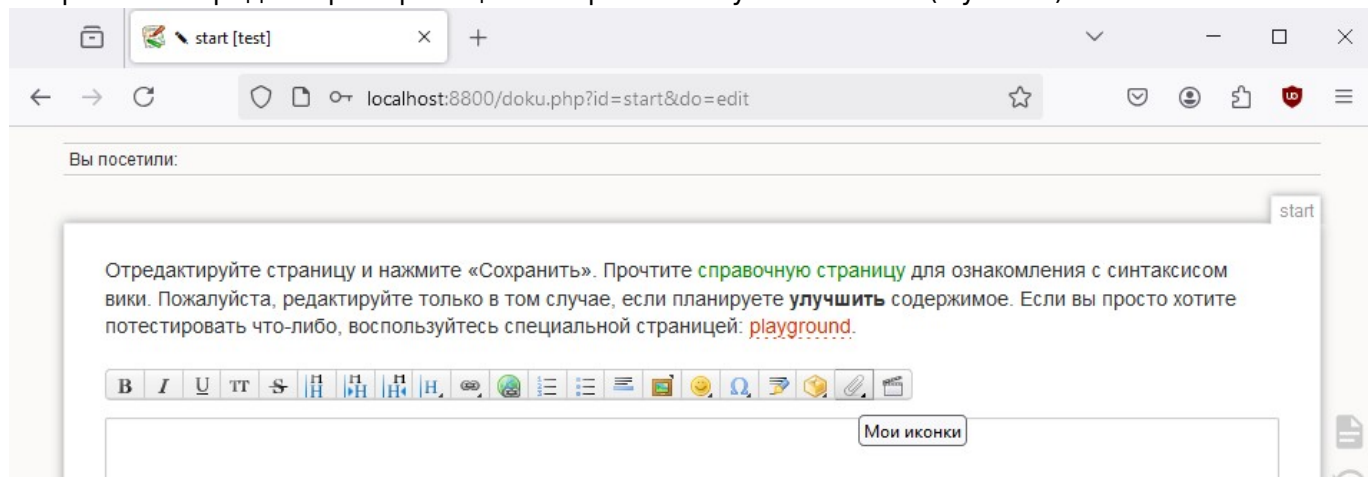 start [test]
localhost:8800/doku.php?id=start&do=edit
Вы посетили:
start
Отредактируйте страницу и нажмите «Сохранить». Прочтите справочную страницу для ознакомления с синтаксисом
вики. Пожалуйста, редактируйте только в том случае, если планируете улучшить содержимое. Если вы просто хотите
потестировать что-либо, воспользуйтесь специальной страницей: playground.
B I U TT S H H H H
Мои иконки